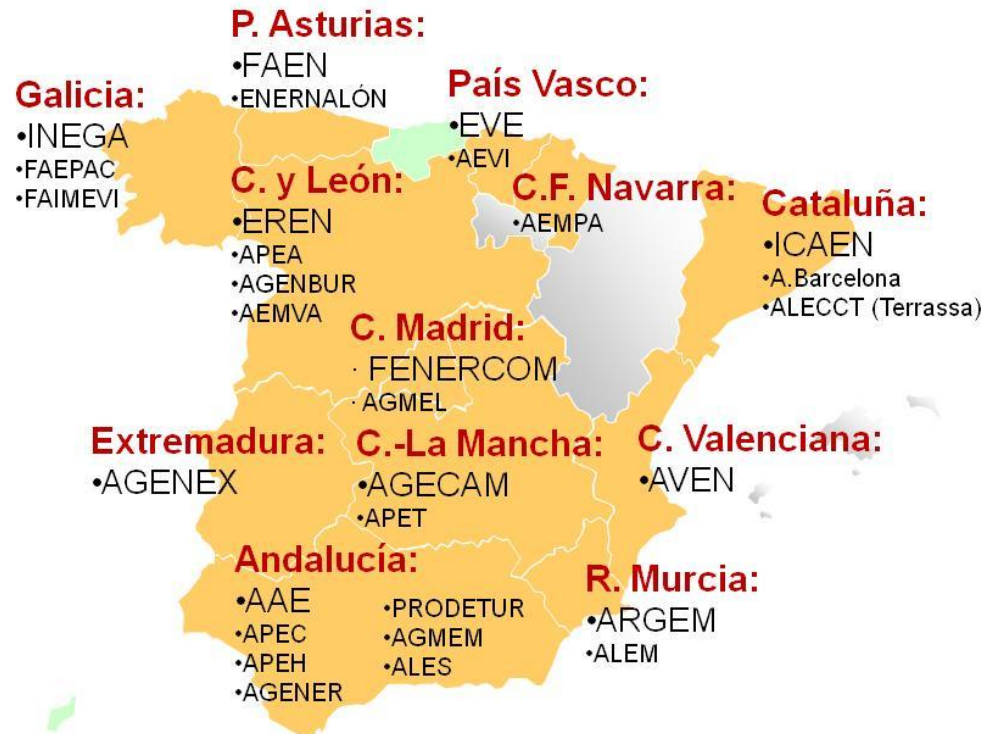 P. Asturias:
•FAEN
•ENERNALÓN
Galicia:
•INEGA
•FAEPAC
•FAIMEVI
País Vasco:
•EVE
•AEVI
C. y León:
•EREN
•APEA
•AGENBUR
•AEMVA
C.F. Navarra:
•AEMPA
Cataluña:
•ICAEN
•A.Barcelona
•ALECCT (Terrassa)
C. Madrid:
· FENERCOM
· AGMEL
Extremadura:
•AGENEX
C.-La Mancha:
•AGECAM
•APET
C. Valenciana:
•AVEN
Andalucía:
•AAE
•APEC
•APEH
•AGENER
•PRODETUR
•AGMEM
•ALES
R. Murcia:
•ARGEM
•ALEM